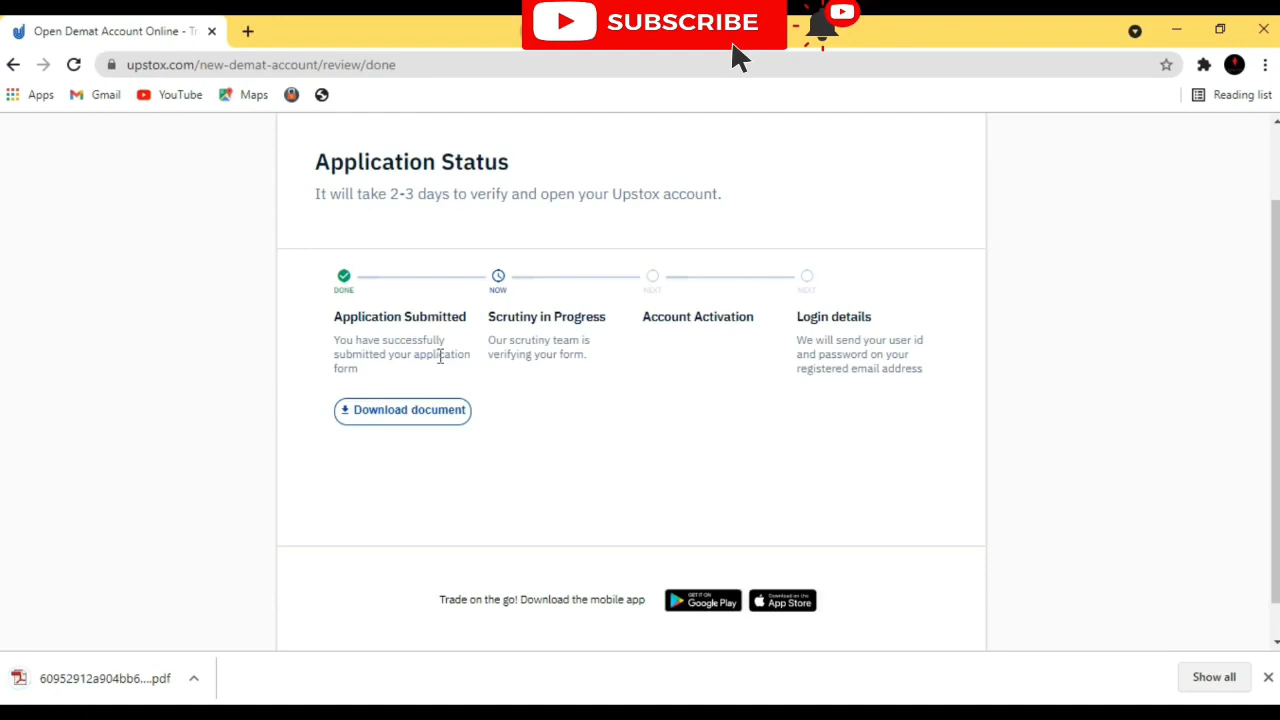 SUBSCRIBE
Open Demat Account Online - Tr
upstox.com/new-demat-account/review/done
Apps Gmail YouTube Maps Reading list
Application Status
It will take 2-3 days to verify and open your Upstox account.
DONE NOW NEXT NEXT
Application Submitted Scrutiny in Progress Account Activation Login details
You have successfully Our scrutiny team is We will send your user id
submitted your application verifying your form. and password on your
form registered email address
Download document
Trade on the go! Download the mobile app
GET IT ON
Google Play
Download on the
App Store
60952912a904bb6....pdf Show all